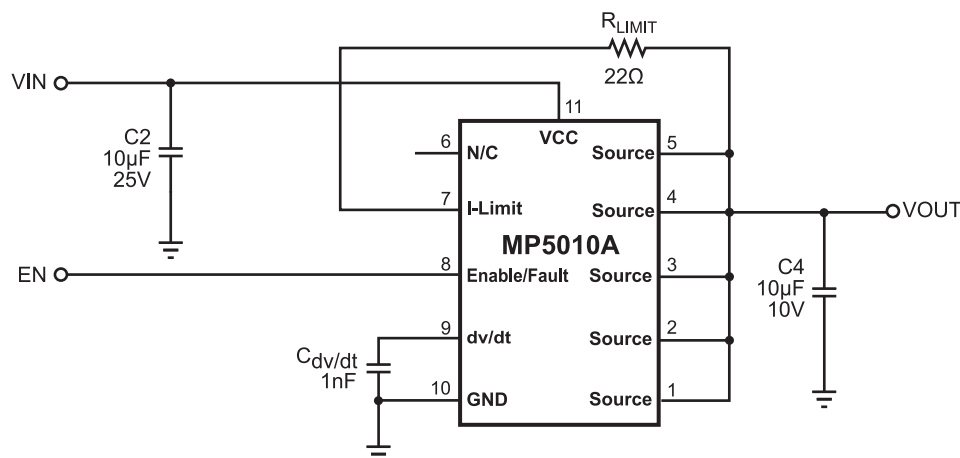 R_LIMIT
22Ω
VIN
11
C2
10µF
25V
VCC
6
N/C
Source
5
7
I-Limit
Source
4
VOUT
MP5010A
EN
8
Enable/Fault
Source
3
C4
10µF
10V
9
dv/dt
Source
2
C_dv/dt
1nF
10
GND
Source
1